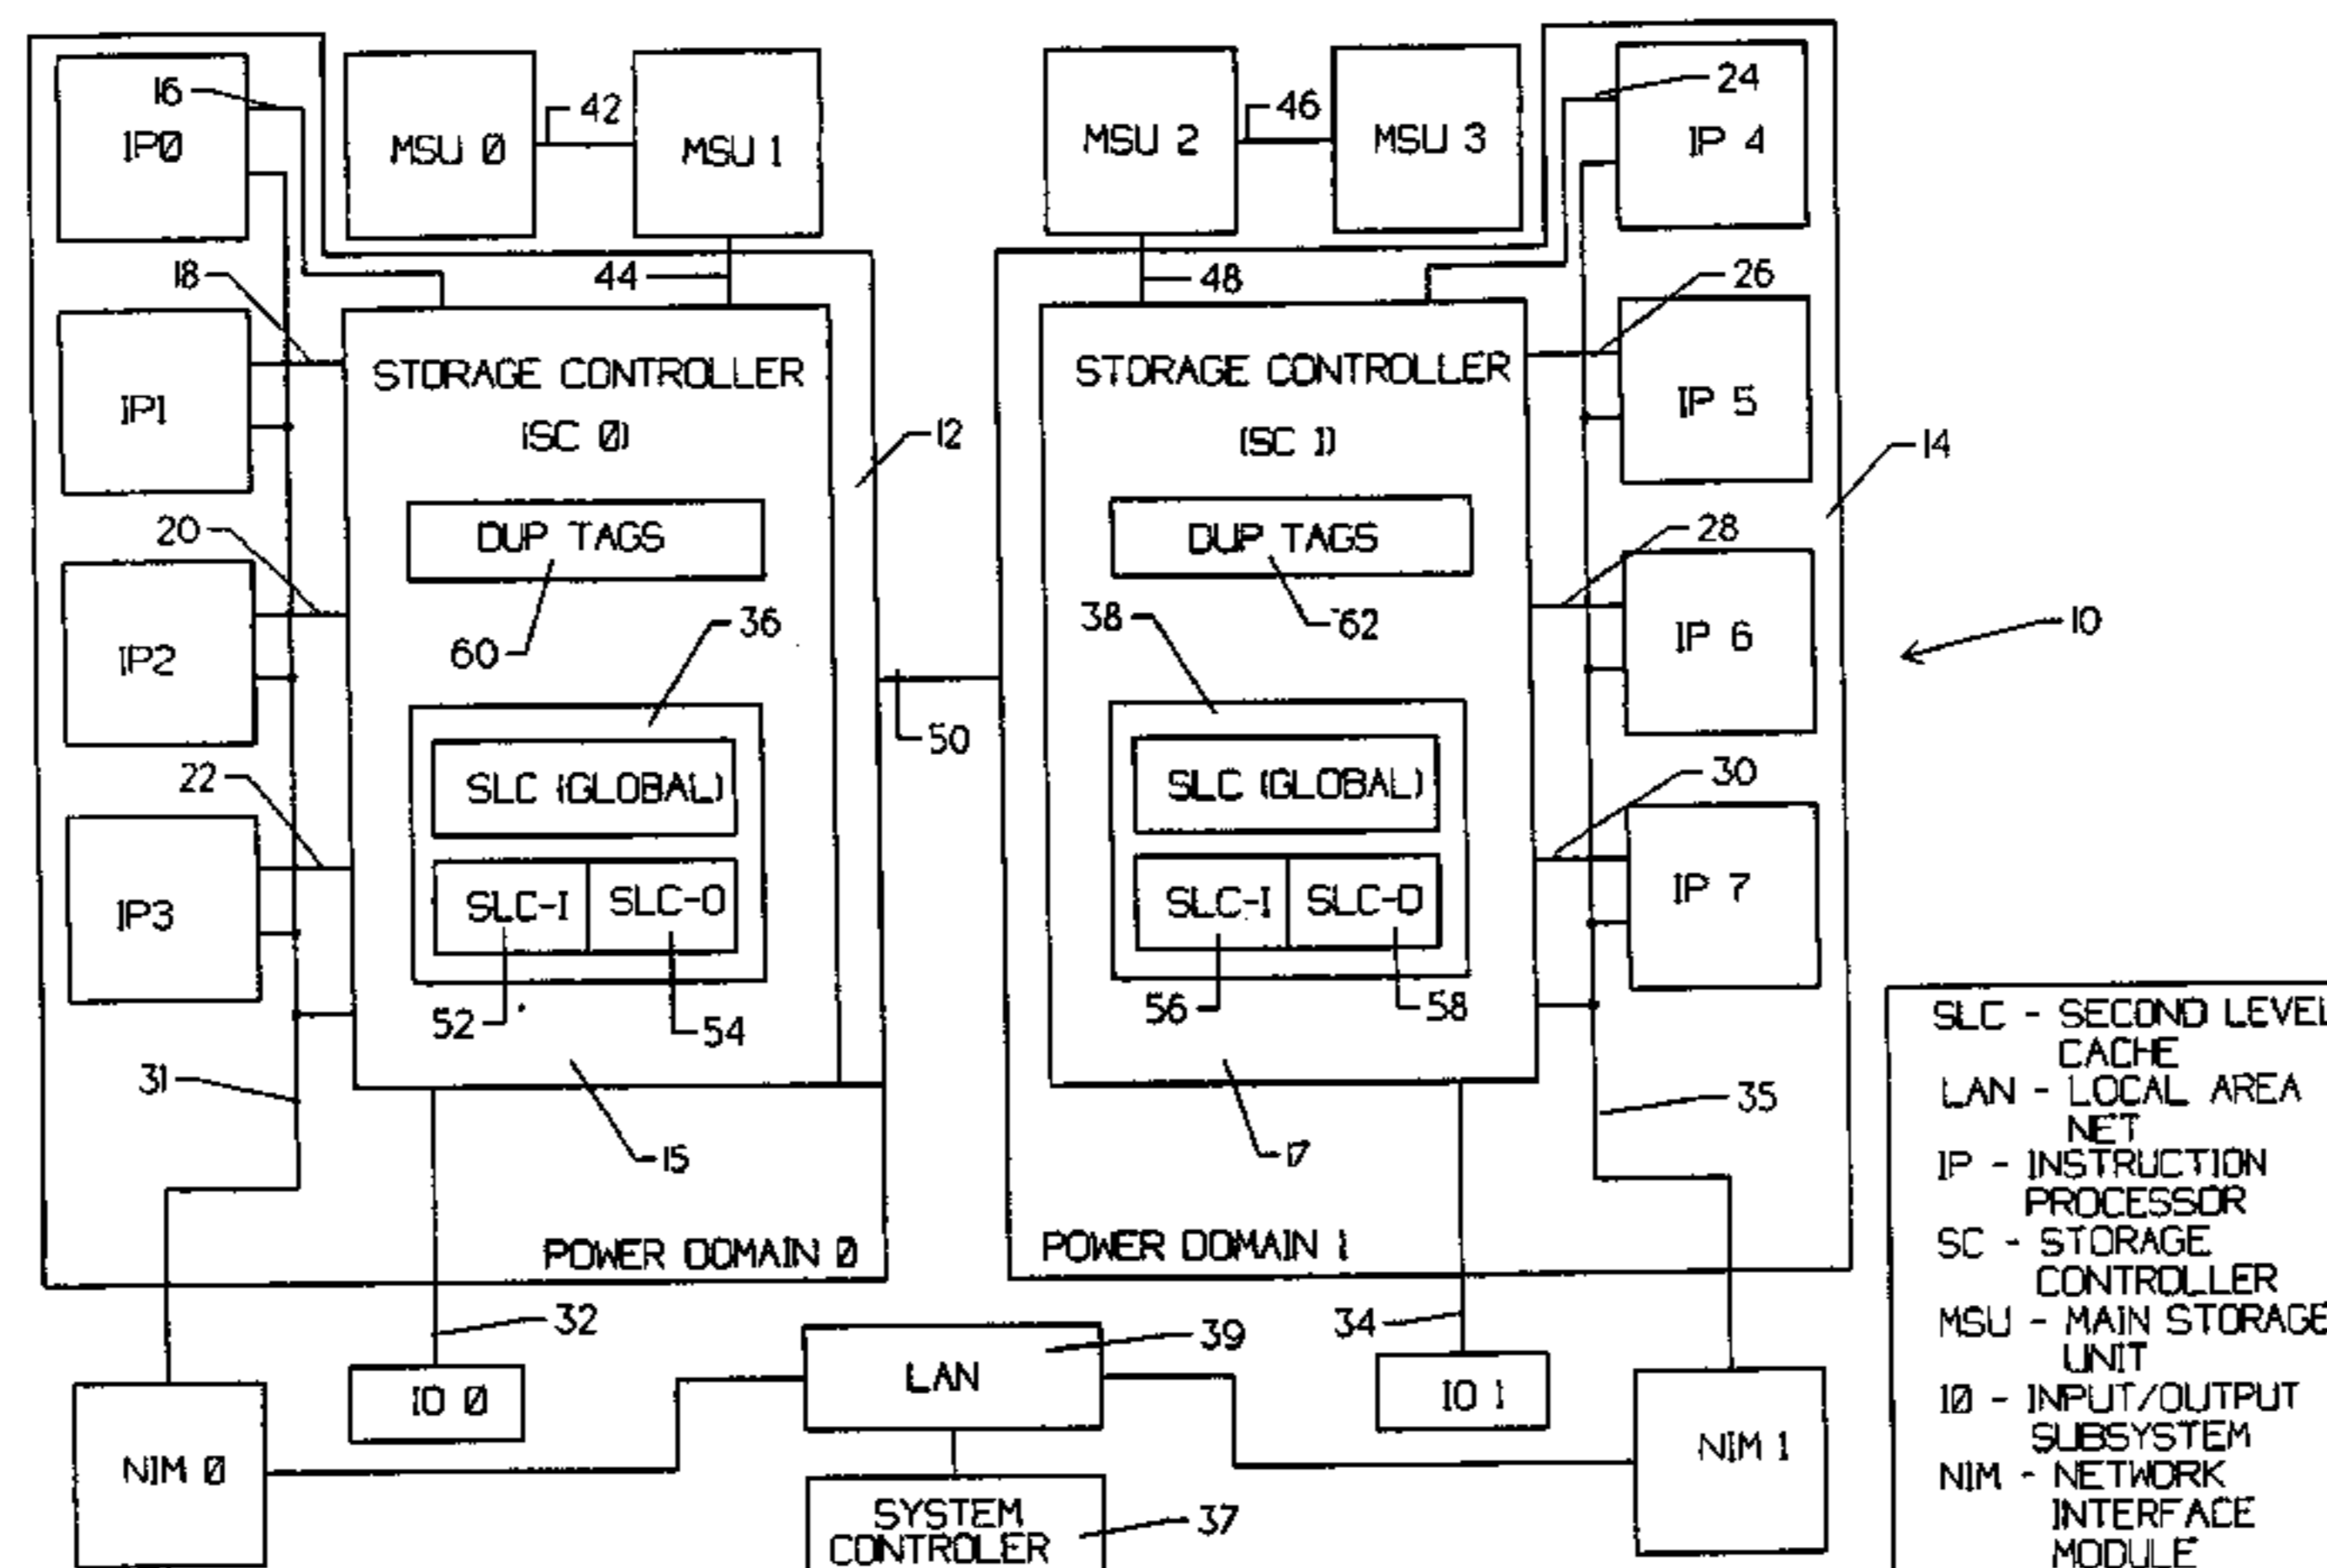 16
42
46
24
IP0
MSU 0
MSU 1
MSU 2
MSU 3
IP 4
18
44
48
26
IP1
STORAGE CONTROLLER
(SC 0)
12
STORAGE CONTROLLER
(SC 1)
IP 5
14
20
DUP TAGS
DUP TAGS
28
IP2
60
36
38
62
IP 6
10
50
22
SLC (GLOBAL)
SLC (GLOBAL)
30
IP3
SLC-I
SLC-O
SLC-I
SLC-O
IP 7
52
54
56
58
31
15
17
35
POWER DOMAIN 0
POWER DOMAIN 1
32
39
34
IO 0
LAN
IO 1
NIM 0
NIM 1
SYSTEM
CONTROLER
37
SLC - SECOND LEVEL
CACHE
LAN - LOCAL AREA
NET
IP - INSTRUCTION
PROCESSOR
SC - STORAGE
CONTROLLER
MSU - MAIN STORAGE
UNIT
IO - INPUT/OUTPUT
SUBSYSTEM
NIM - NETWORK
INTERFACE
MODULE